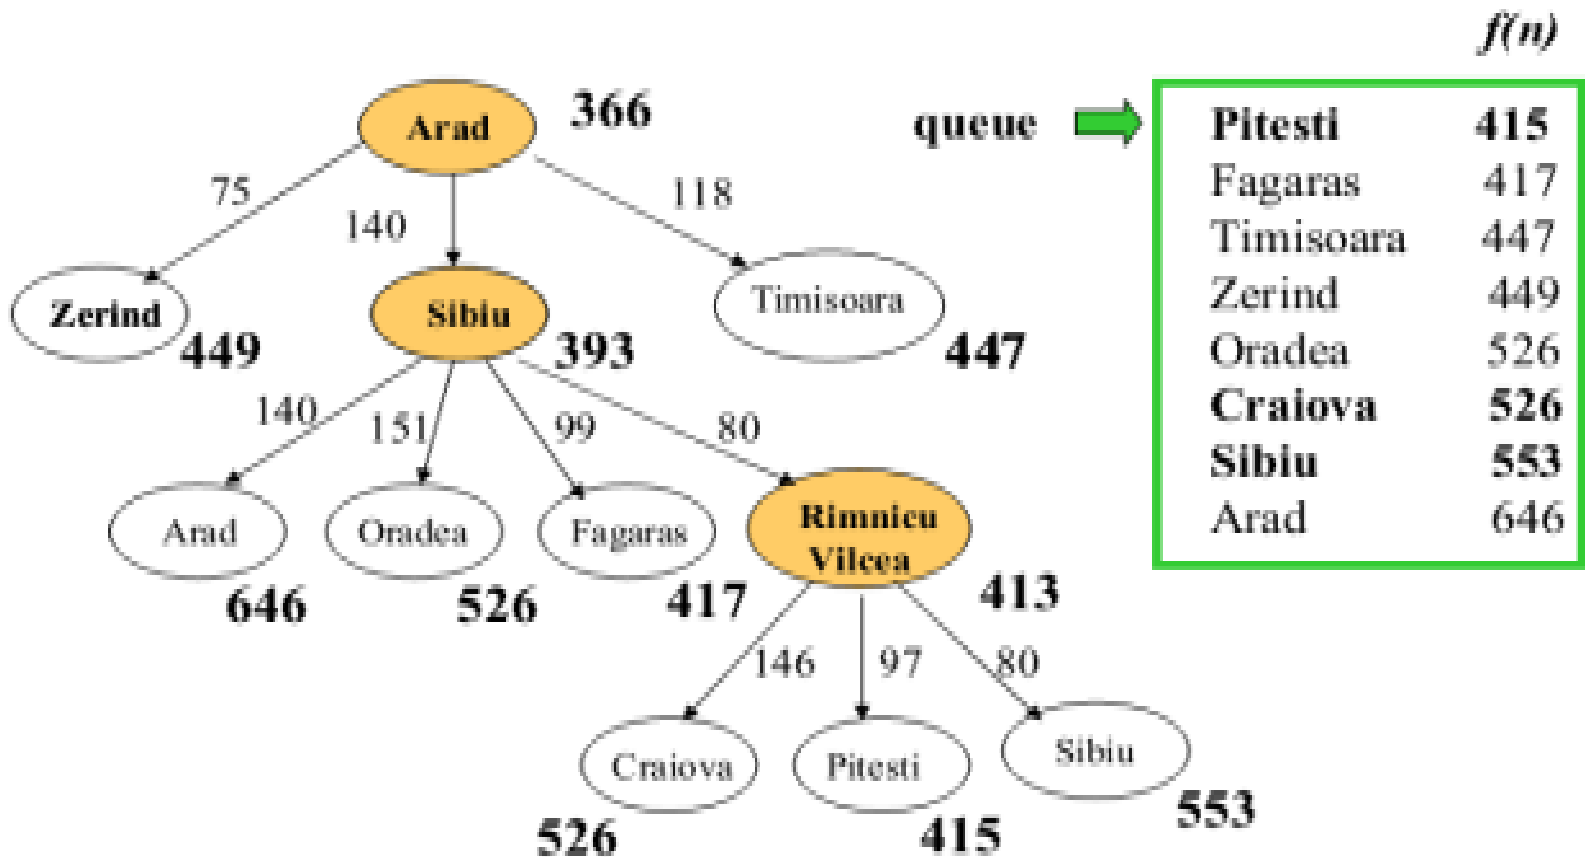 f(n)
Arad 366
queue
Pitesti 415
Fagaras 417
Timisoara 447
Zerind 449
Oradea 526
Craiova 526
Sibiu 553
Arad 646
75
140
118
Zerind
449
Sibiu
393
Timisoara
447
140
151
99
80
Arad
646
Oradea
526
Fagaras
417
Rimnicu
Vilcea
413
146
97
80
Craiova
526
Pitesti
415
Sibiu
553